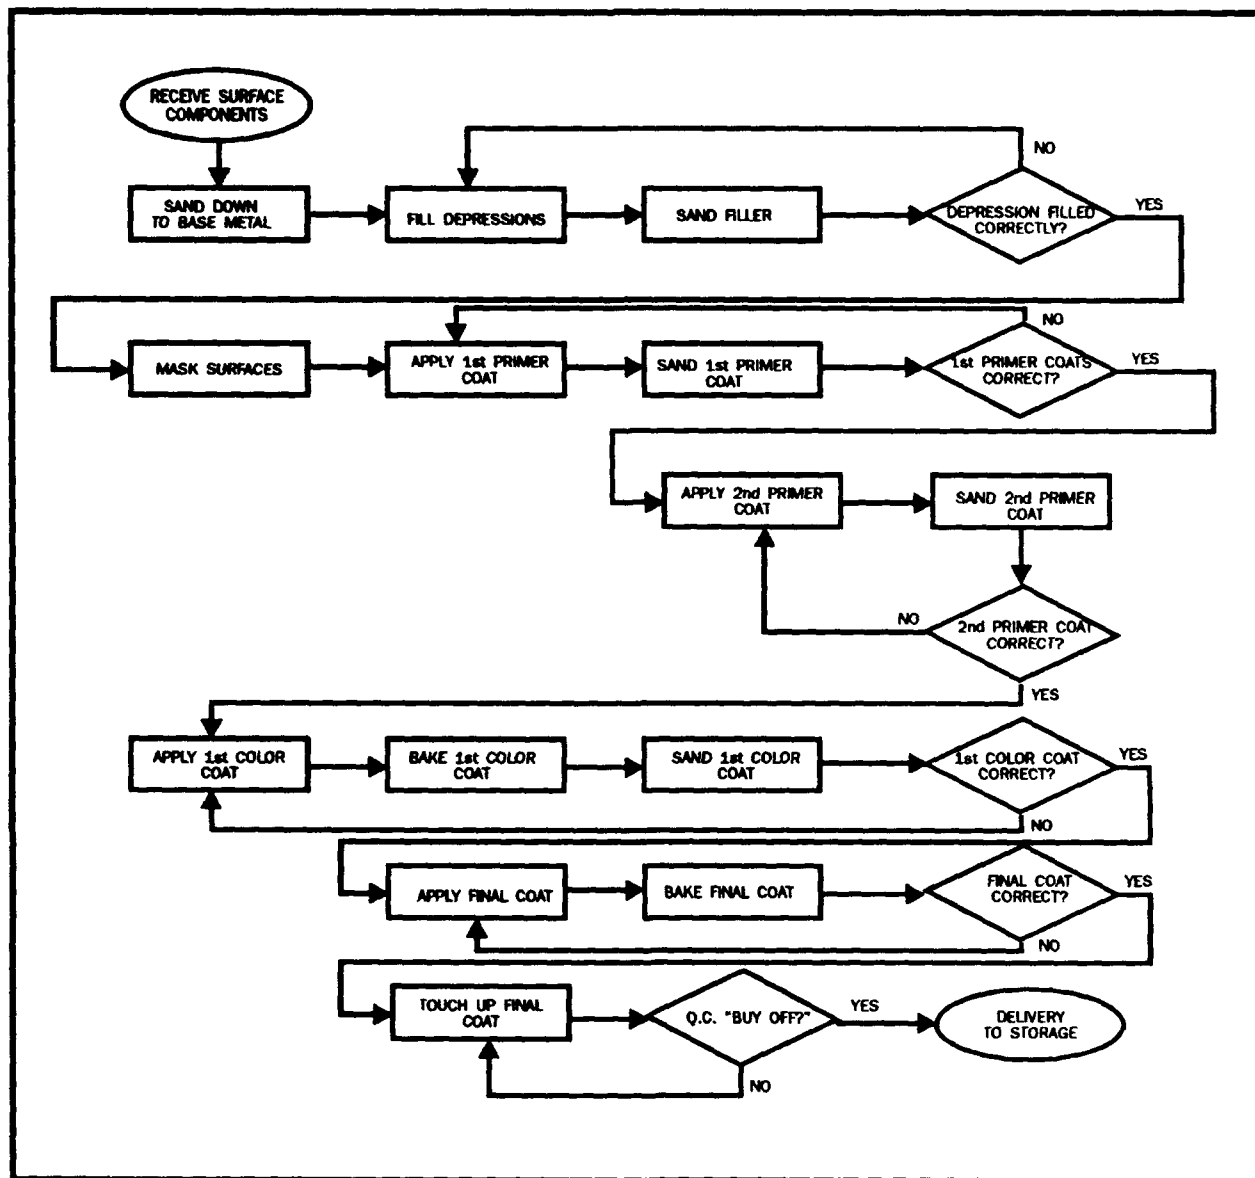 RECEIVE SURFACE
COMPONENTS
NO
SAND DOWN
TO BASE METAL
FILL DEPRESSIONS
SAND FILLER
DEPRESSION FILLED
CORRECTLY?
YES
NO
MASK SURFACES
APPLY 1st PRIMER
COAT
SAND 1st PRIMER
COAT
1st PRIMER COATS
CORRECT?
YES
APPLY 2nd PRIMER
COAT
SAND 2nd PRIMER
COAT
NO
2nd PRIMER COAT
CORRECT?
YES
APPLY 1st COLOR
COAT
BAKE 1st COLOR
COAT
SAND 1st COLOR
COAT
1st COLOR COAT
CORRECT?
YES
NO
APPLY FINAL COAT
BAKE FINAL COAT
FINAL COAT
CORRECT?
YES
NO
TOUCH UP FINAL
COAT
Q.C. "BUY OFF?"
YES
DELIVERY
TO STORAGE
NO